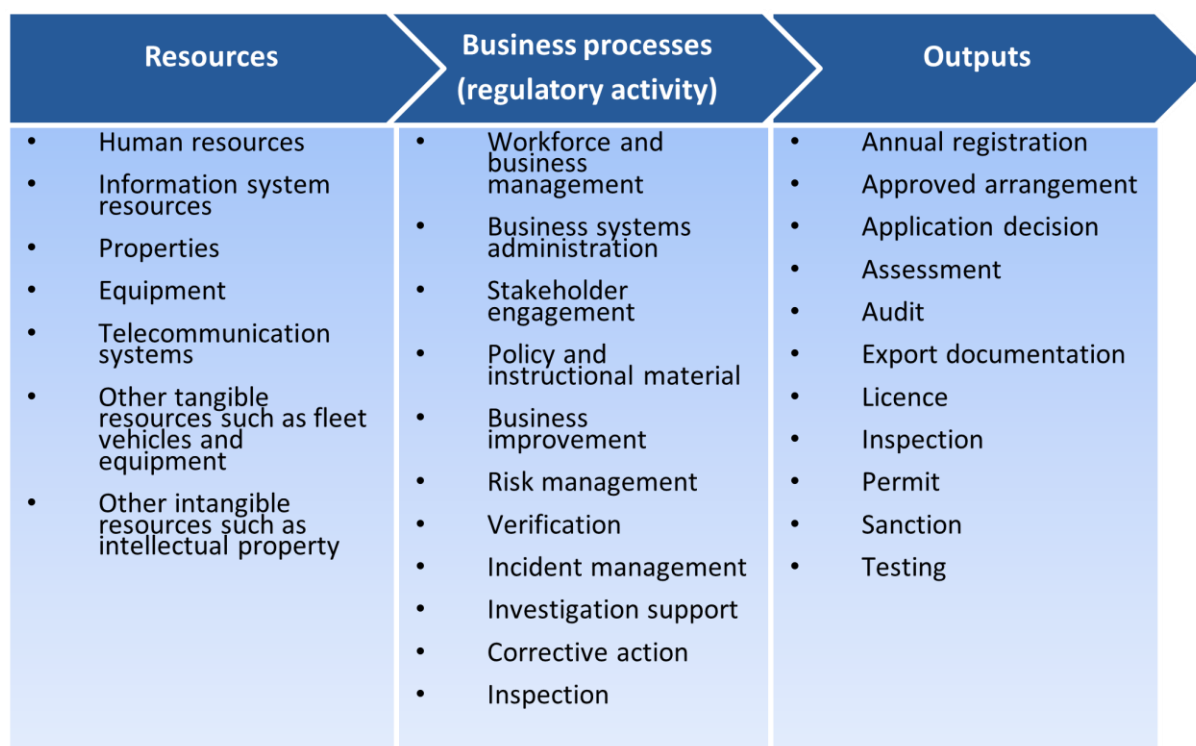 Resources
Business processes
(regulatory activity)
Outputs
• Human resources
• Information system
resources
• Properties
• Equipment
• Telecommunication
systems
• Other tangible
resources such as fleet
vehicles and
equipment
• Other intangible
resources such as
intellectual property
• Workforce and
business
management
• Business systems
administration
• Stakeholder
engagement
• Policy and
instructional material
• Business
improvement
• Risk management
• Verification
• Incident management
• Investigation support
• Corrective action
• Inspection
• Annual registration
• Approved arrangement
• Application decision
• Assessment
• Audit
• Export documentation
• Licence
• Inspection
• Permit
• Sanction
• Testing